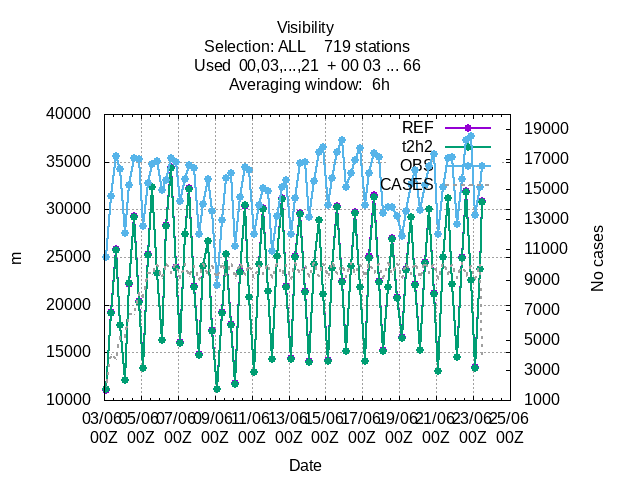 Visibility
Selection: ALL    719 stations
Used  00,03,...,21  + 00 03 ... 66
Averaging window:  6h
40000
35000
30000
25000
20000
15000
10000
m
REF
t2h2
OBS
CASES
19000
17000
15000
13000
11000
9000
7000
5000
3000
1000
No cases
03/06 05/06 07/06 09/06 11/06 13/06 15/06 17/06 19/06 21/06 23/06 25/06
00Z 00Z 00Z 00Z 00Z 00Z 00Z 00Z 00Z 00Z 00Z 00Z
Date